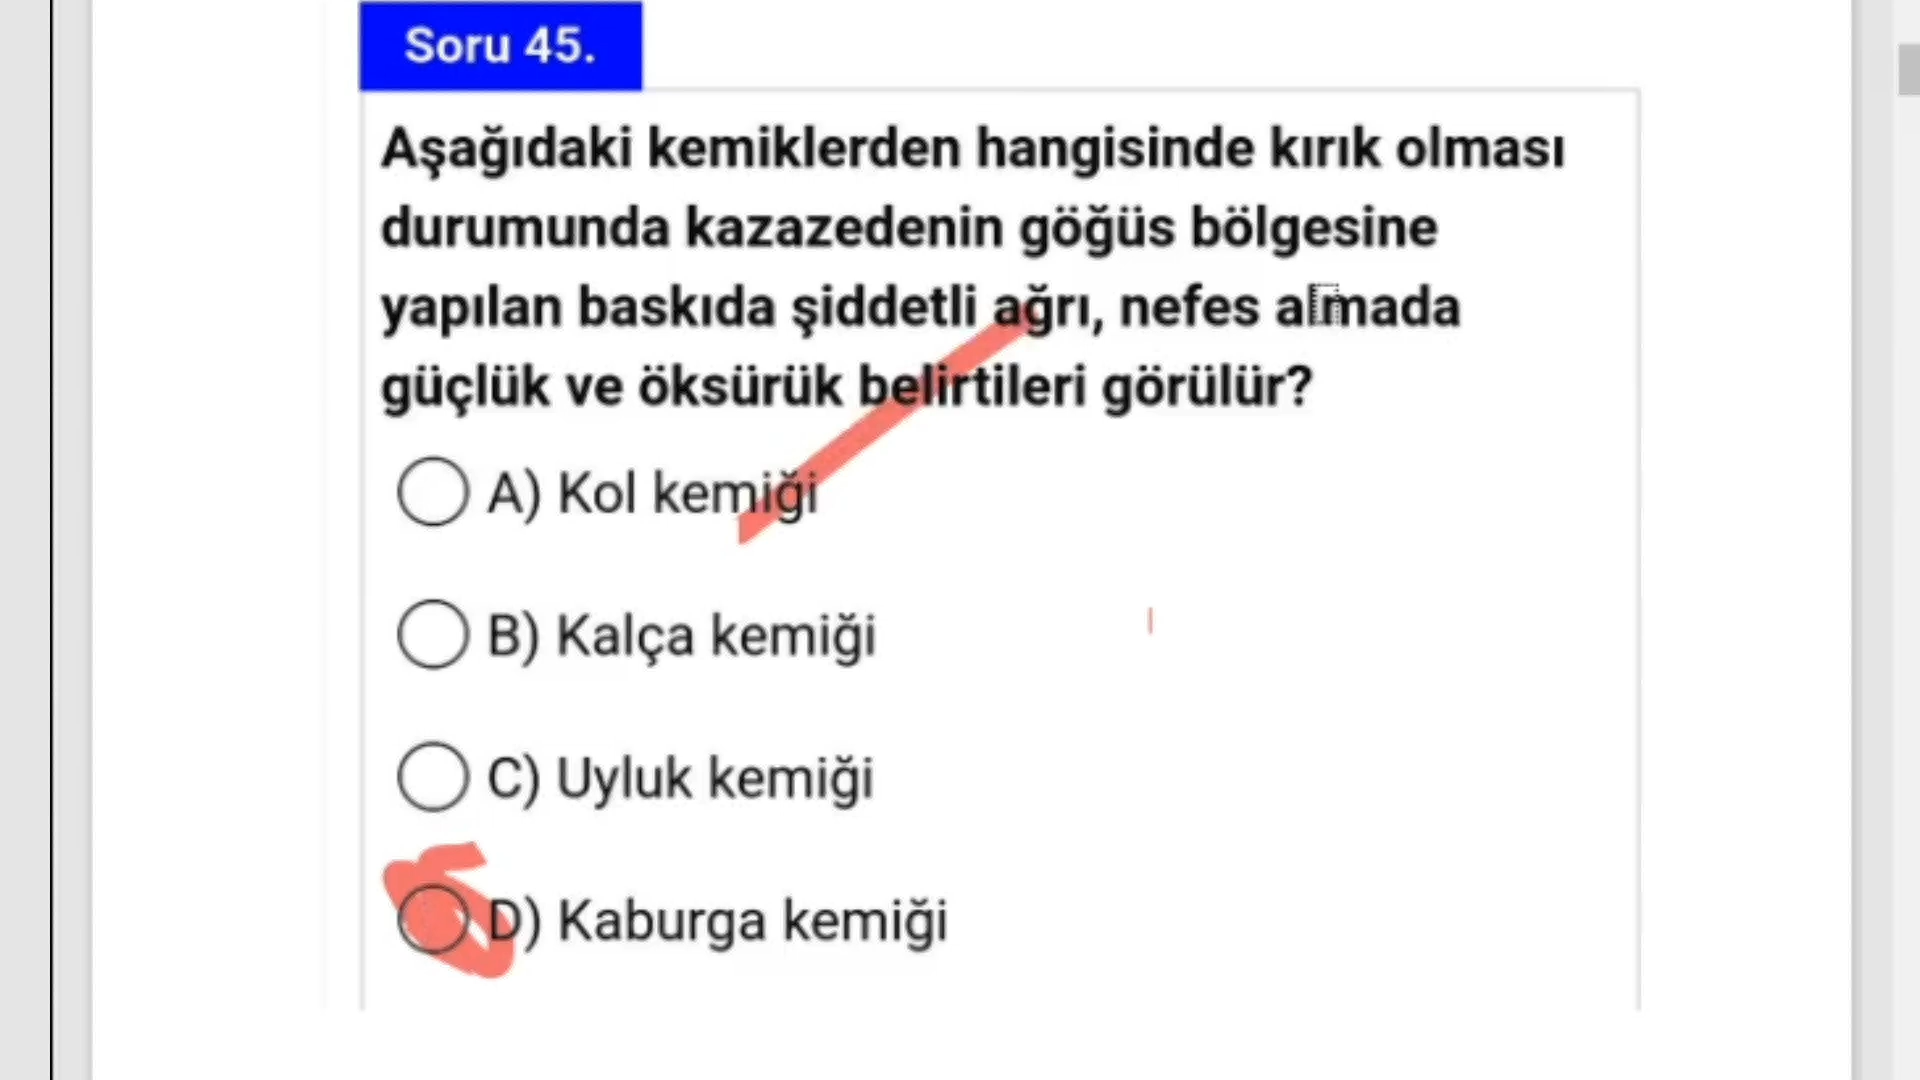 Soru 45.
Aşağıdaki kemiklerden hangisinde kırık olması
durumunda kazazedenin göğüs bölgesine
yapılan baskıda şiddetli ağrı, nefes almada
güçlük ve öksürük belirtileri görülür?
A) Kol kemiği
B) Kalça kemiği
C) Uyluk kemiği
D) Kaburga kemiği